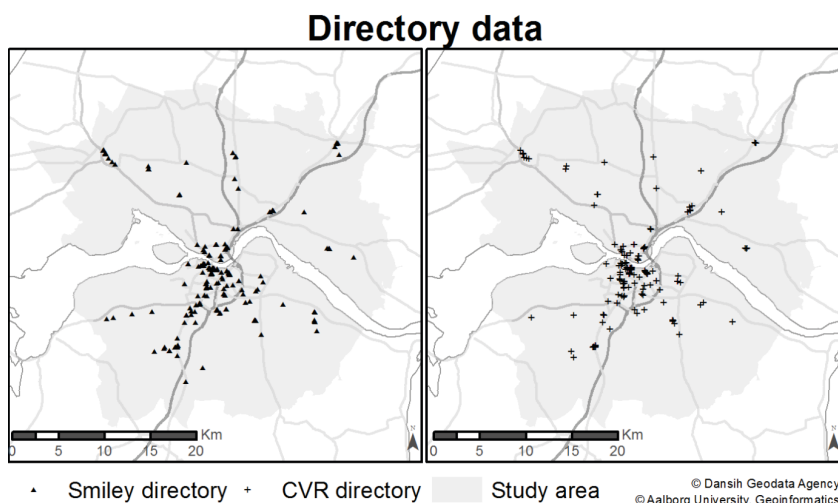 Directory data
Km
0 5 10 15 20
N
Km
0 5 10 15 20
N
Smiley directory
CVR directory
Study area
© Dansih Geodata Agency
© Aalborg University, Geoinformatics